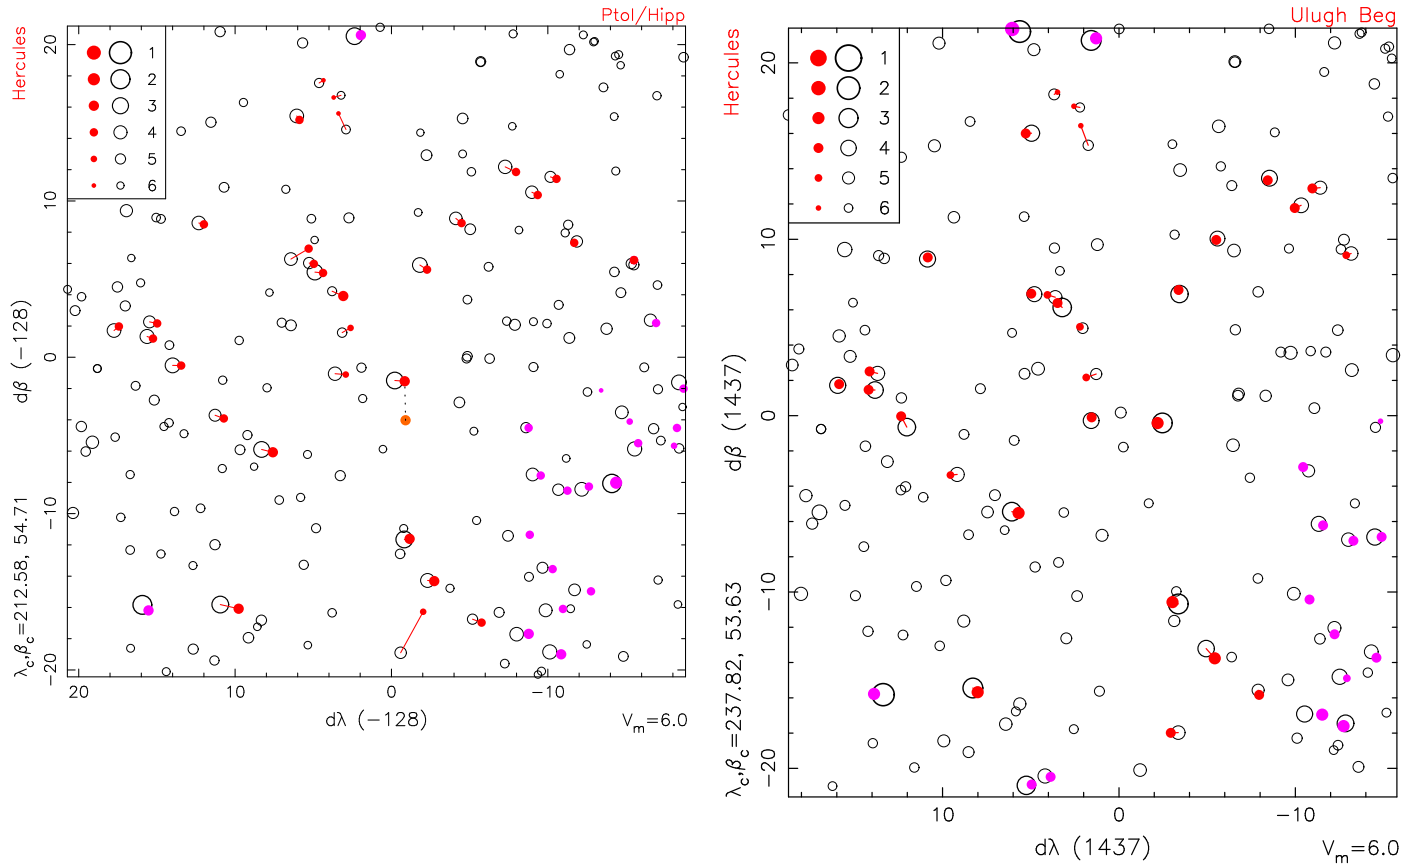 Ptol/Hipp
Hercules
1
2
3
4
5
6
20
10
0
−10
−20
dβ (−128)
λc,βc=212.58, 54.71
20
10
0
−10
dλ (−128)
Vm=6.0
Ulugh Beg
Hercules
1
2
3
4
5
6
20
10
0
−10
−20
dβ (1437)
λc,βc=237.82, 53.63
10
0
−10
dλ (1437)
Vm=6.0